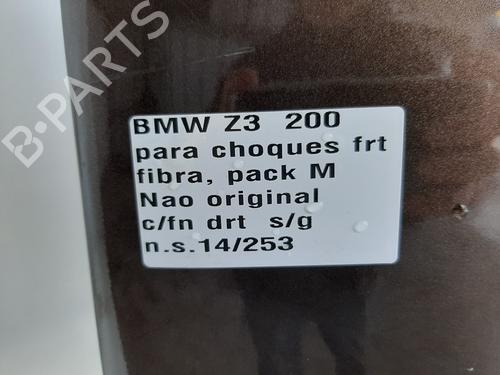 B-PARTS
BMW Z3 200
para choques frt
fibra, pack M
Nao original
c/fn drt s/g
n.s.14/253